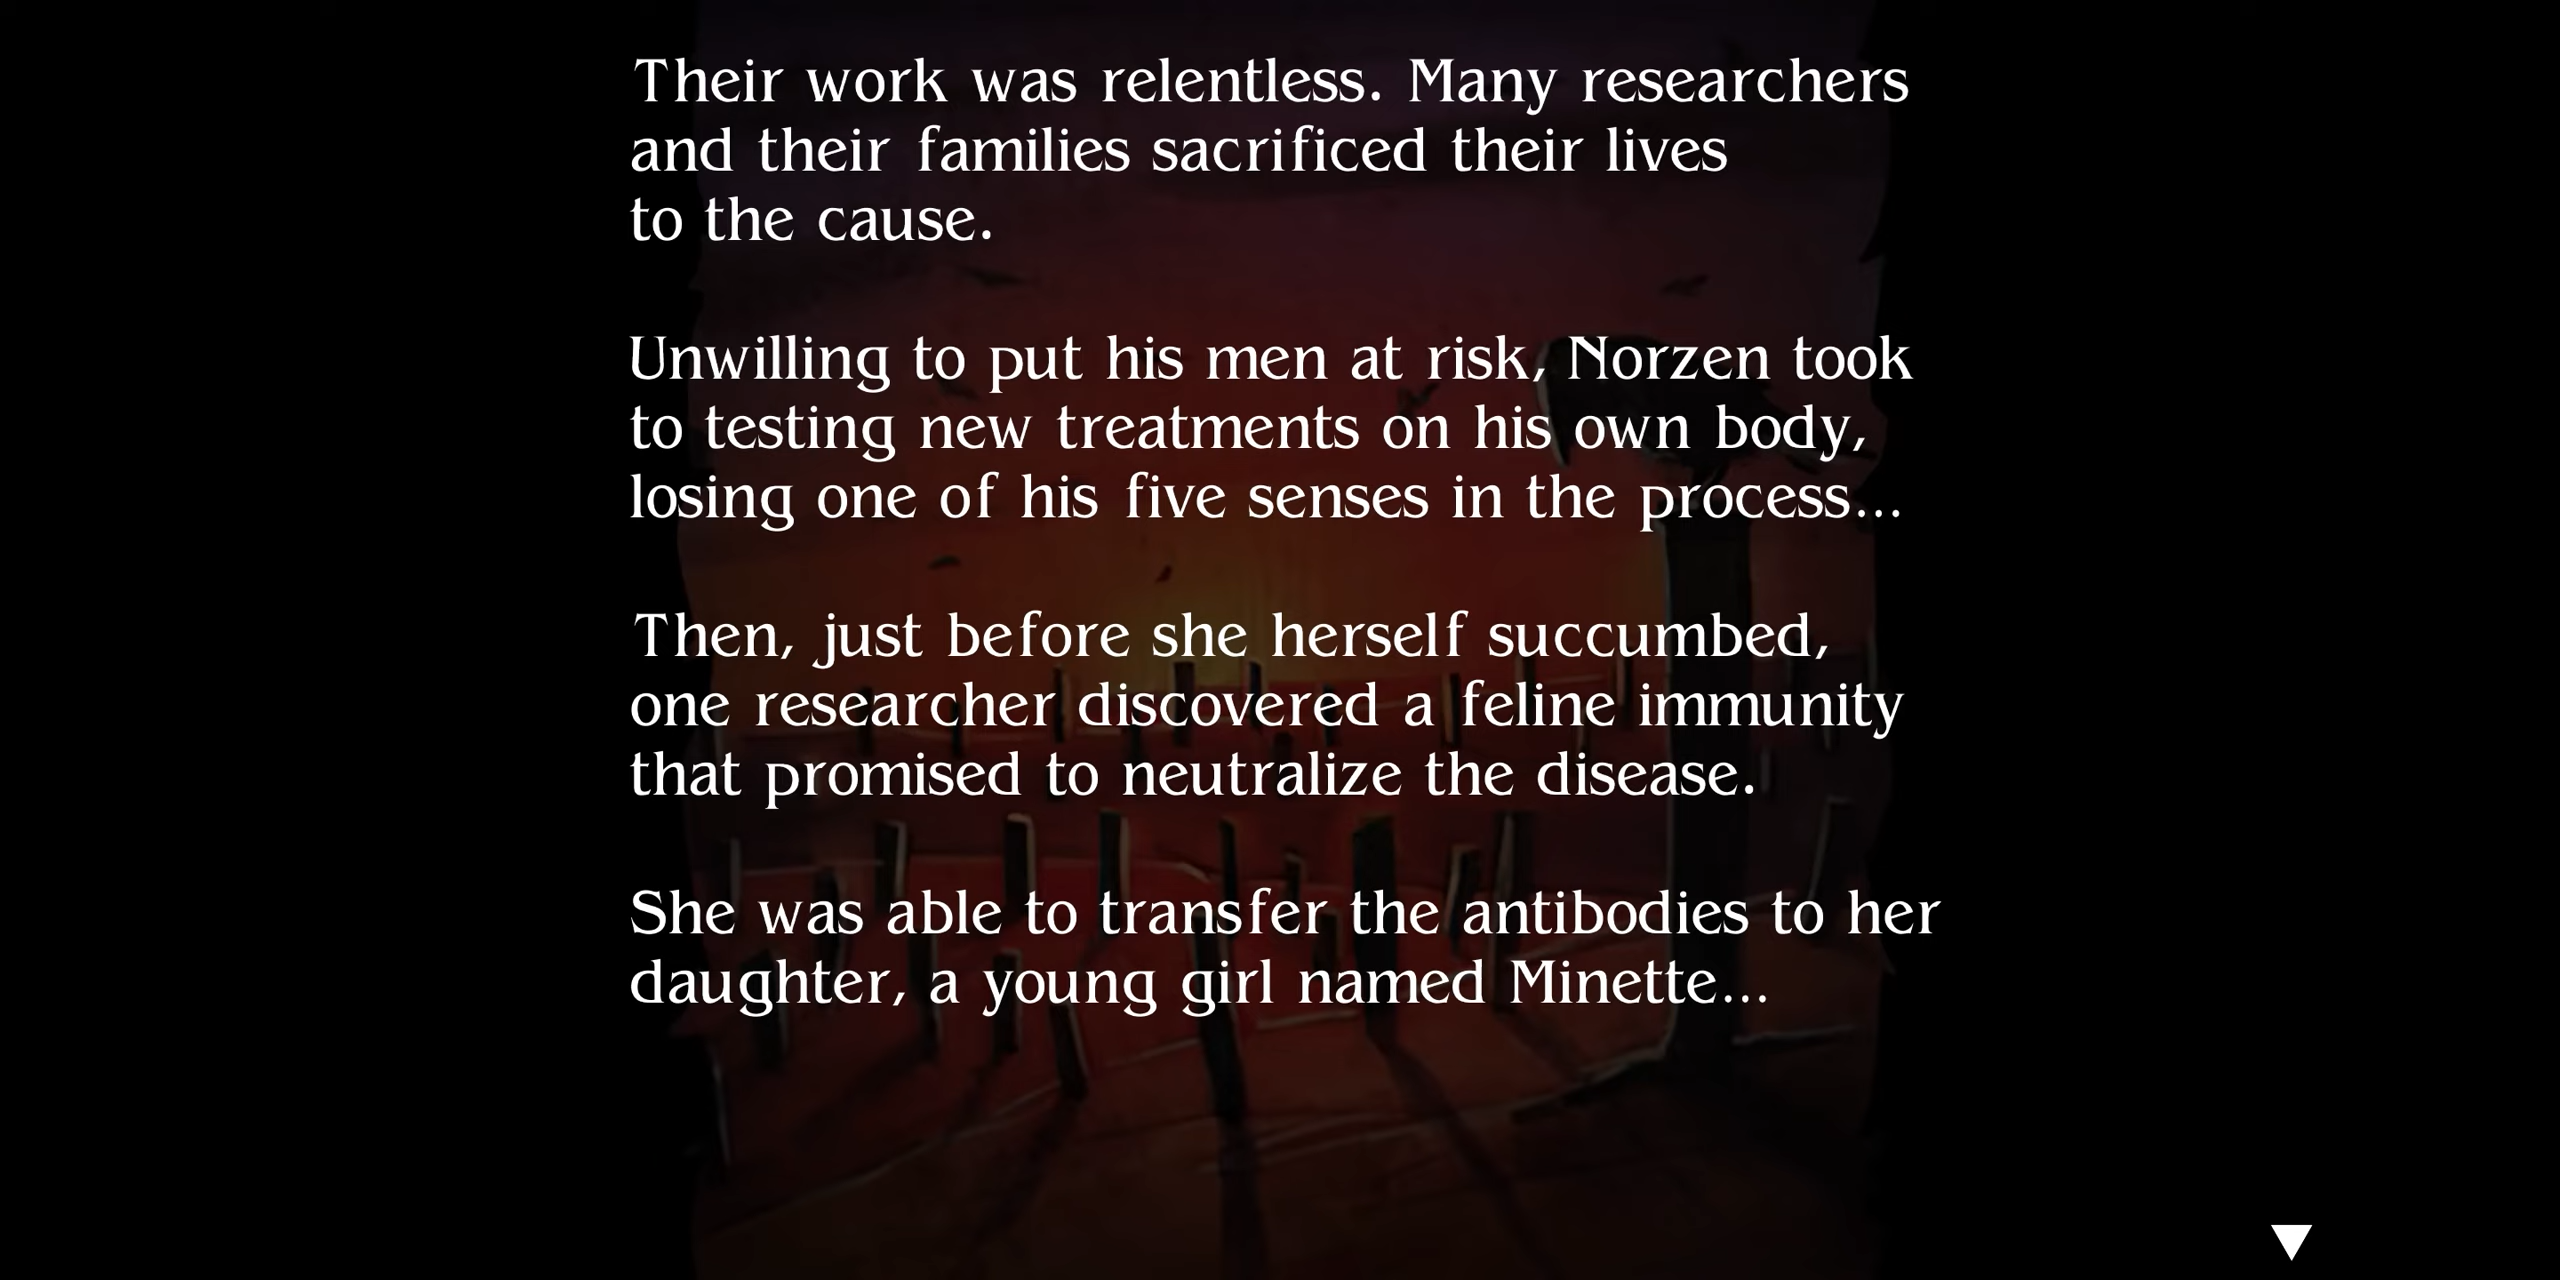 Their work was relentless. Many researchers
and their families sacrificed their lives
to the cause.
Unwilling to put his men at risk, Norzen took
to testing new treatments on his own body,
losing one of his five senses in the process...
Then, just before she herself succumbed,
one researcher discovered a feline immunity
that promised to neutralize the disease.
She was able to transfer the antibodies to her
daughter, a young girl named Minette...